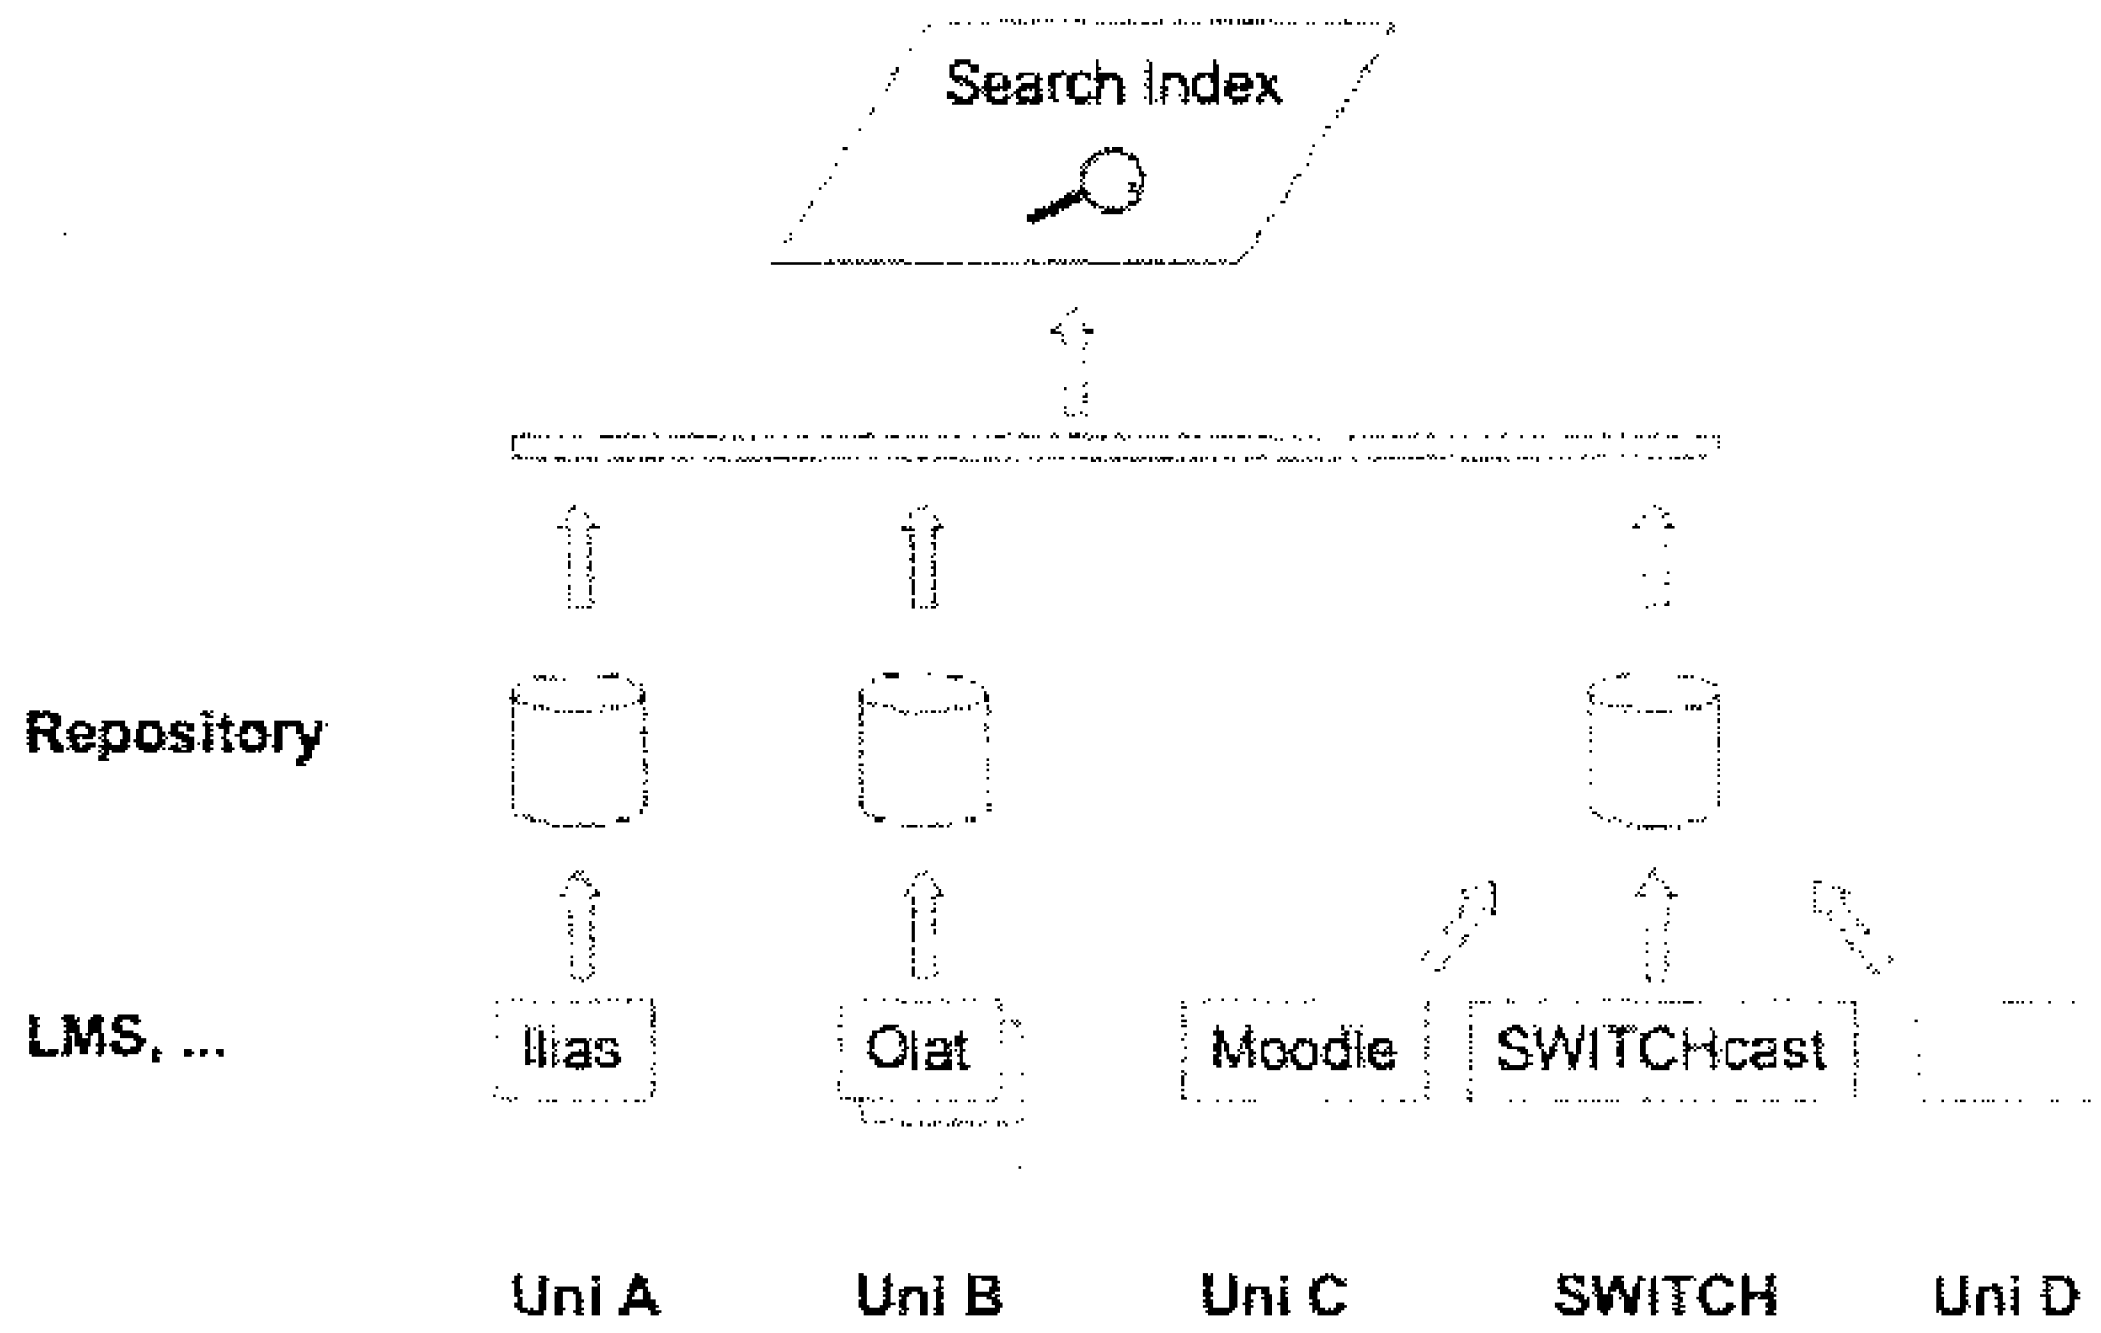 Search Index
Repository
LMS, ...
Ilias
Olat
Moodle
SWITCHcast
Uni A
Uni B
Uni C
SWITCH
Uni D